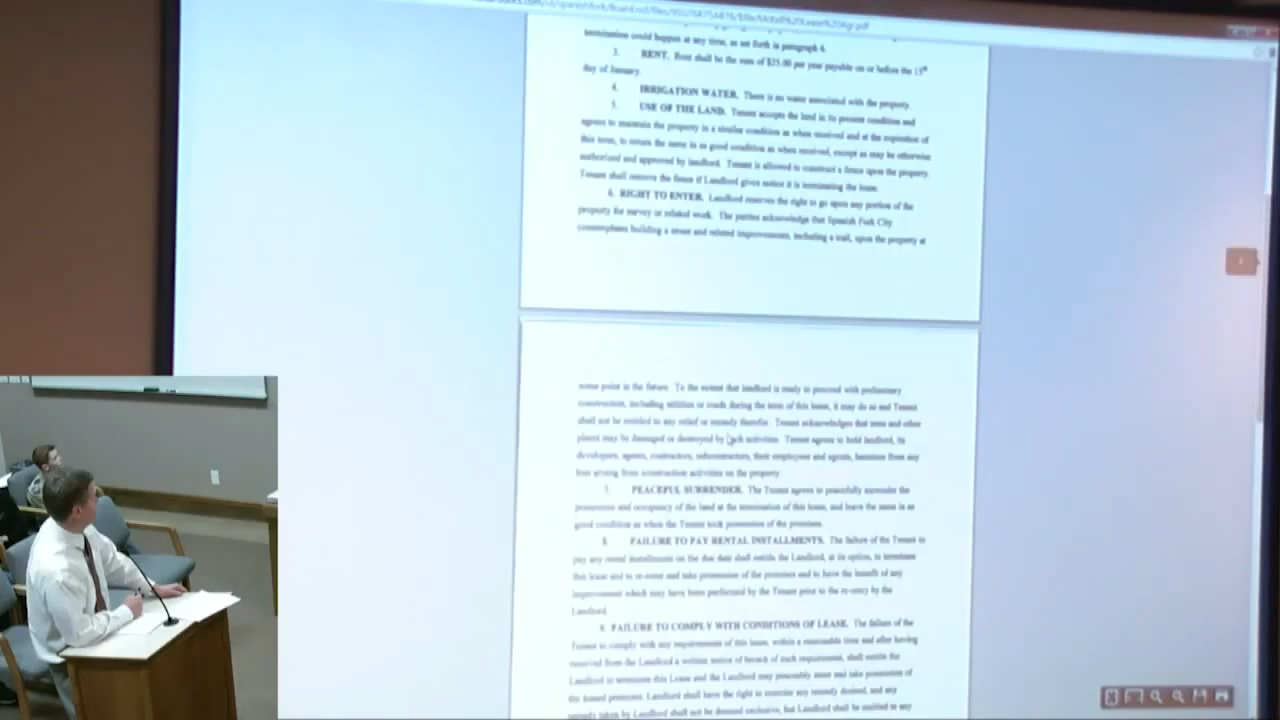 termination could happen at any time, as set forth in paragraph 4.
3. RENT. Rent shall be the sum of $25.00 per year payable on or before the 15th
day of January.
4. IRRIGATION WATER. There is no water associated with the property.
5. USE OF THE LAND. Tenant accepts the land in its present condition and
agrees to maintain the property in a similar condition as when received and at the expiration of
this term, to return the same in as good condition as when received, except as may be otherwise
authorized and approved by landlord. Tenant is allowed to construct a fence upon the property.
Tenant shall remove the fence if Landlord gives notice it is terminating the lease.
6. RIGHT TO ENTER. Landlord reserves the right to go upon any portion of the
property for survey or related work. The parties acknowledge that Spanish Fork City
contemplates building a street and related improvements, including a trail, upon the property at
some point in the future. To the extent that landlord is ready to proceed with preliminary
construction, including utilities or roads during the term of this lease, it may do so and Tenant
shall not be entitled to any relief or remedy therefor. Tenant acknowledges that trees and other
plants may be damaged or destroyed by such activities. Tenant agrees to hold landlord, its
developers, agents, contractors, subcontractors, their employees and agents, harmless from any
loss arising from construction activities on the property.
7. PEACEFUL SURRENDER. The Tenant agrees to peacefully surrender the
possession and occupancy of the land at the termination of this lease, and leave the same in as
good condition as when the Tenant took possession of the premises.
8. FAILURE TO PAY RENTAL INSTALLMENTS. The failure of the Tenant to
pay any rental installments on the due date shall entitle the Landlord, at its option, to terminate
this lease and to re-enter and take possession of the premises and to have the benefit of any
improvement which may have been performed by the Tenant prior to the re-entry by the
Landlord.
9. FAILURE TO COMPLY WITH CONDITIONS OF LEASE. The failure of the
Tenant to comply with any requirements of this lease, within a reasonable time and after having
received from the Landlord a written notice of breach of such requirement, shall entitle the
Landlord to terminate this Lease and the Landlord may peaceably enter and take possession of
the leased premises. Landlord shall have the right to exercise any remedy desired, and any
remedy taken by Landlord shall not be deemed exclusive, but Landlord shall be entitled to any